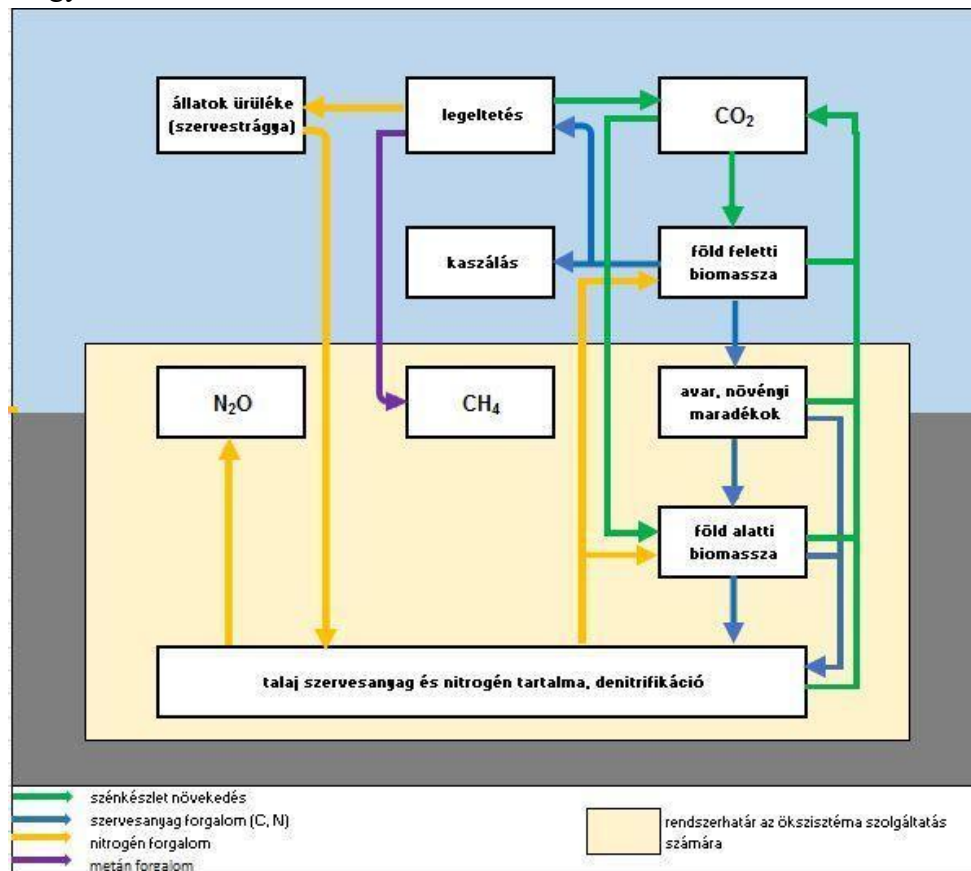 állatok ürüléke
(szervestrágya)
legeltetés
CO₂
kaszálás
föld feletti
biomassza
N₂O
CH₄
avar, növényi
maradékok
föld alatti
biomassza
talaj szervesanyag és nitrogén tartalma, denitrifikáció
szénkészlet növekedés
szervesanyag forgalom (C, N)
nitrogén forgalom
metán forgalom
rendszerhatár az ökszisztéma szolgáltatás
számára